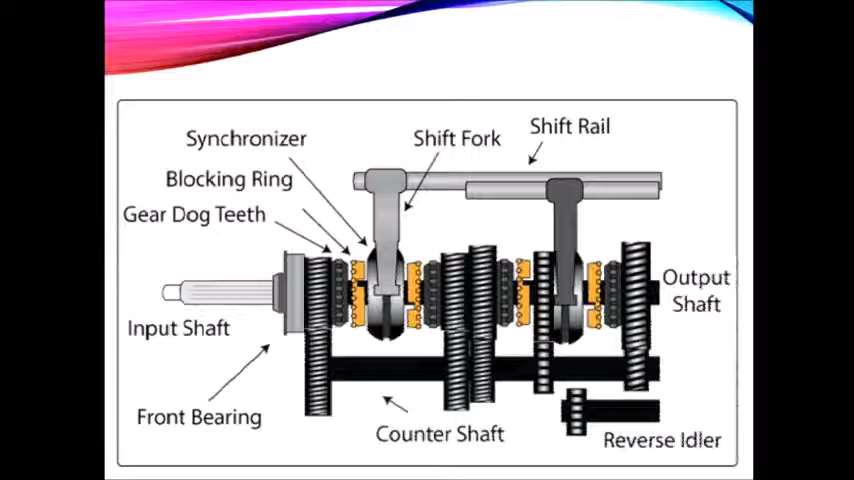 Synchronizer
Shift Fork
Shift Rail
Blocking Ring
Gear Dog Teeth
Input Shaft
Output
Shaft
Front Bearing
Counter Shaft
Reverse Idler